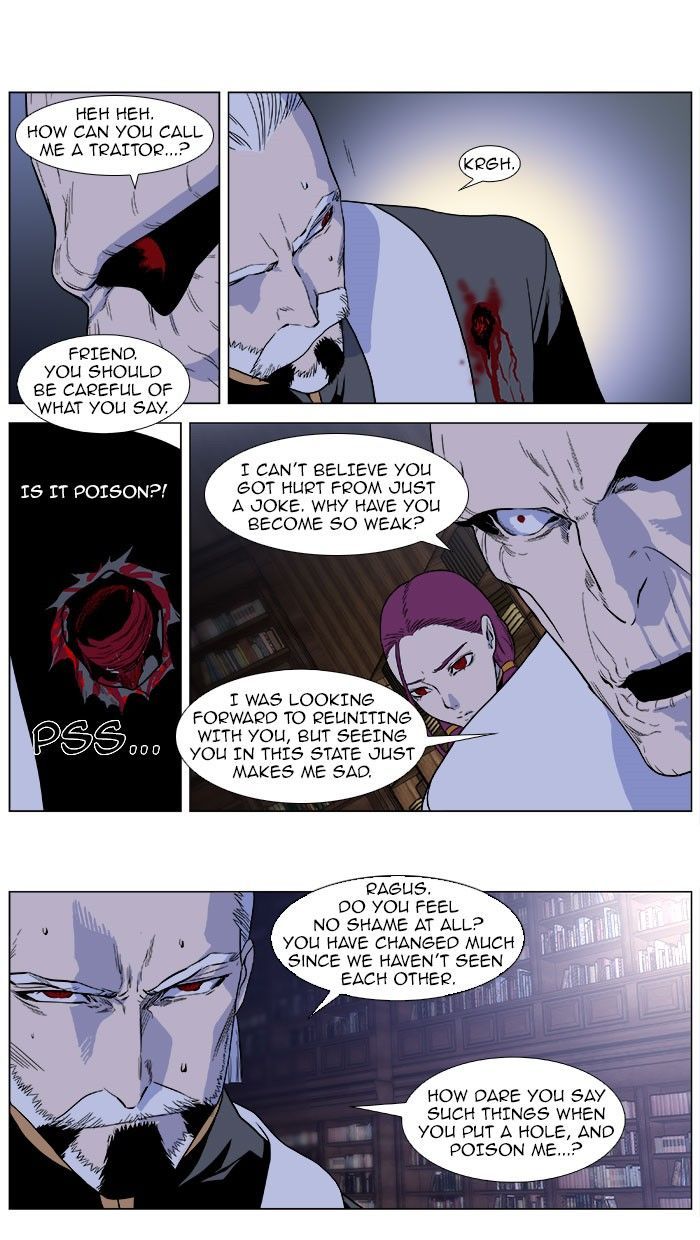 HEH HEH.
HOW CAN YOU CALL
ME A TRAITOR...?
KRGH.
FRIEND.
YOU SHOULD
BE CAREFUL OF
WHAT YOU SAY.
IS IT POISON?!
PSS...
I CAN'T BELIEVE YOU
GOT HURT FROM JUST
A JOKE. WHY HAVE YOU
BECOME SO WEAK?
I WAS LOOKING
FORWARD TO REUNITING
WITH YOU, BUT SEEING
YOU IN THIS STATE JUST
MAKES ME SAD.
RAGUS.
DO YOU FEEL
NO SHAME AT ALL?
YOU HAVE CHANGED MUCH
SINCE WE HAVEN'T SEEN
EACH OTHER.
HOW DARE YOU SAY
SUCH THINGS WHEN
YOU PUT A HOLE, AND
POISON ME...?